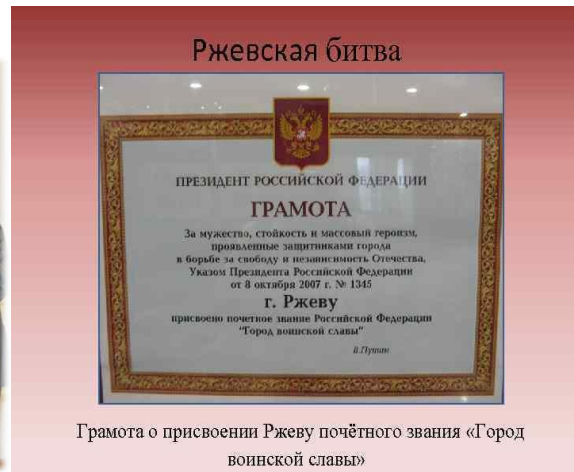 Ржевская битва
ПРЕЗИДЕНТ РОССИЙСКОЙ ФЕДЕРАЦИИ
ГРАМОТА
За мужество, стойкость и массовый героизм,
проявленные защитниками города
в борьбе за свободу и независимость Отечества,
Указом Президента Российской Федерации
от 8 октября 2007 г. № 1345
г. Ржеву
присвоено почетное звание Российской Федерации
"Город воинской славы"
В.Путин
Грамота о присвоении Ржеву почётного звания «Город
воинской славы»